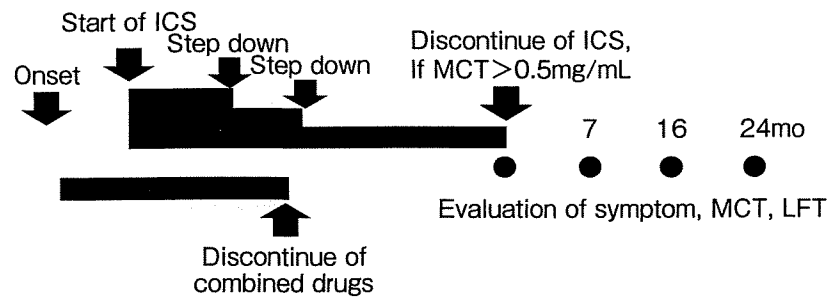 Start of ICS
Step down
Step down
Onset
Discontinue of ICS,
If MCT>0.5mg/mL
7 16 24mo
Evaluation of symptom, MCT, LFT
Discontinue of
combined drugs